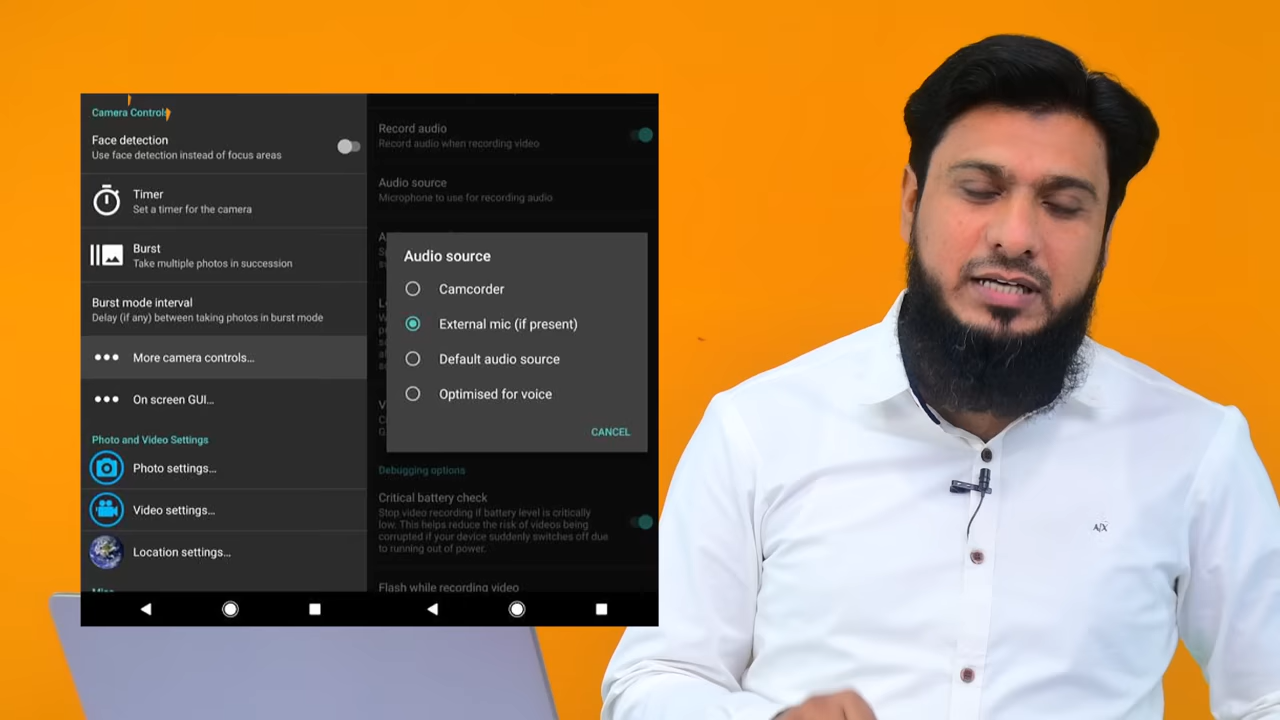 Camera Controls
Face detection
Use face detection instead of focus areas
Timer
Set a timer for the camera
Burst
Take multiple photos in succession
Burst mode interval
Delay (if any) between taking photos in burst mode
More camera controls...
On screen GUI...
Photo and Video Settings
Photo settings...
Video settings...
Location settings...
Record audio
Record audio when recording video
Audio source
Microphone to use for recording audio
Audio source
Camcorder
External mic (if present)
Default audio source
Optimised for voice
CANCEL
Debugging options
Critical battery check
Stop video recording if battery level is critically
low. This helps reduce the risk of videos being
corrupted if your device suddenly switches off due
to running out of power.
Flash while recording video
A|X